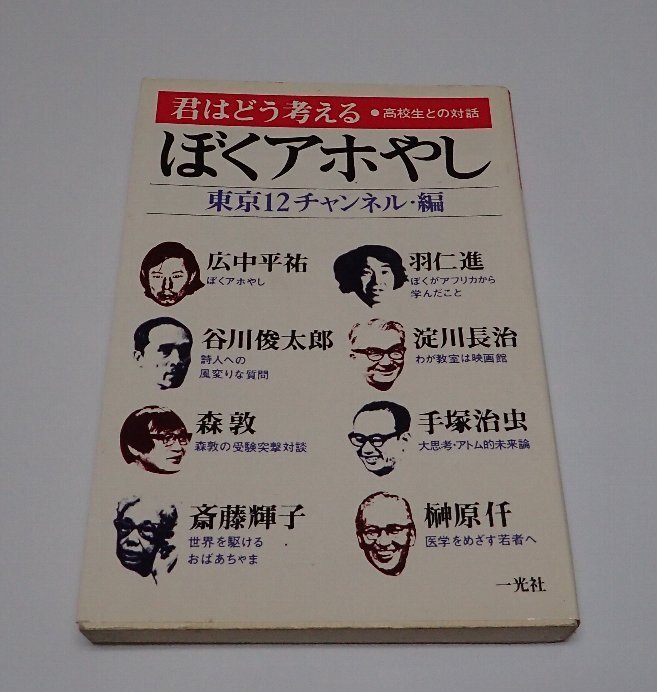 君はどう考える●高校生との対話
ぼくアホやし
東京12チャンネル・編
広中平祐
ぼくアホやし
羽仁進
ぼくがアフリカから
学んだこと
谷川俊太郎
詩人への
風変りな質問
淀川長治
わが教室は映画館
森敦
森敦の受験突撃対談
手塚治虫
大思考・アトム的未来論
斎藤輝子
世界を駆ける
おばあちゃま
榊原仟
医学をめざす若者へ
一光社